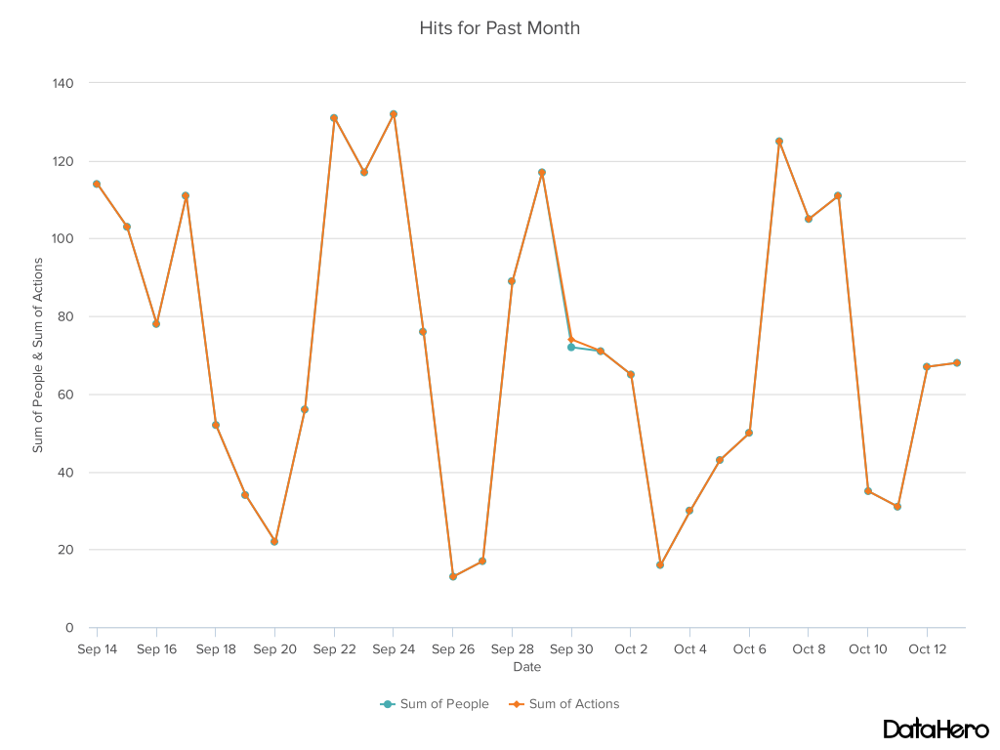 Hits for Past Month
140
120
100
80
60
40
20
0
Sum of People & Sum of Actions
Sep 14 Sep 16 Sep 18 Sep 20 Sep 22 Sep 24 Sep 26 Sep 28 Sep 30 Oct 2 Oct 4 Oct 6 Oct 8 Oct 10 Oct 12
Date
Sum of People Sum of Actions
DataHero